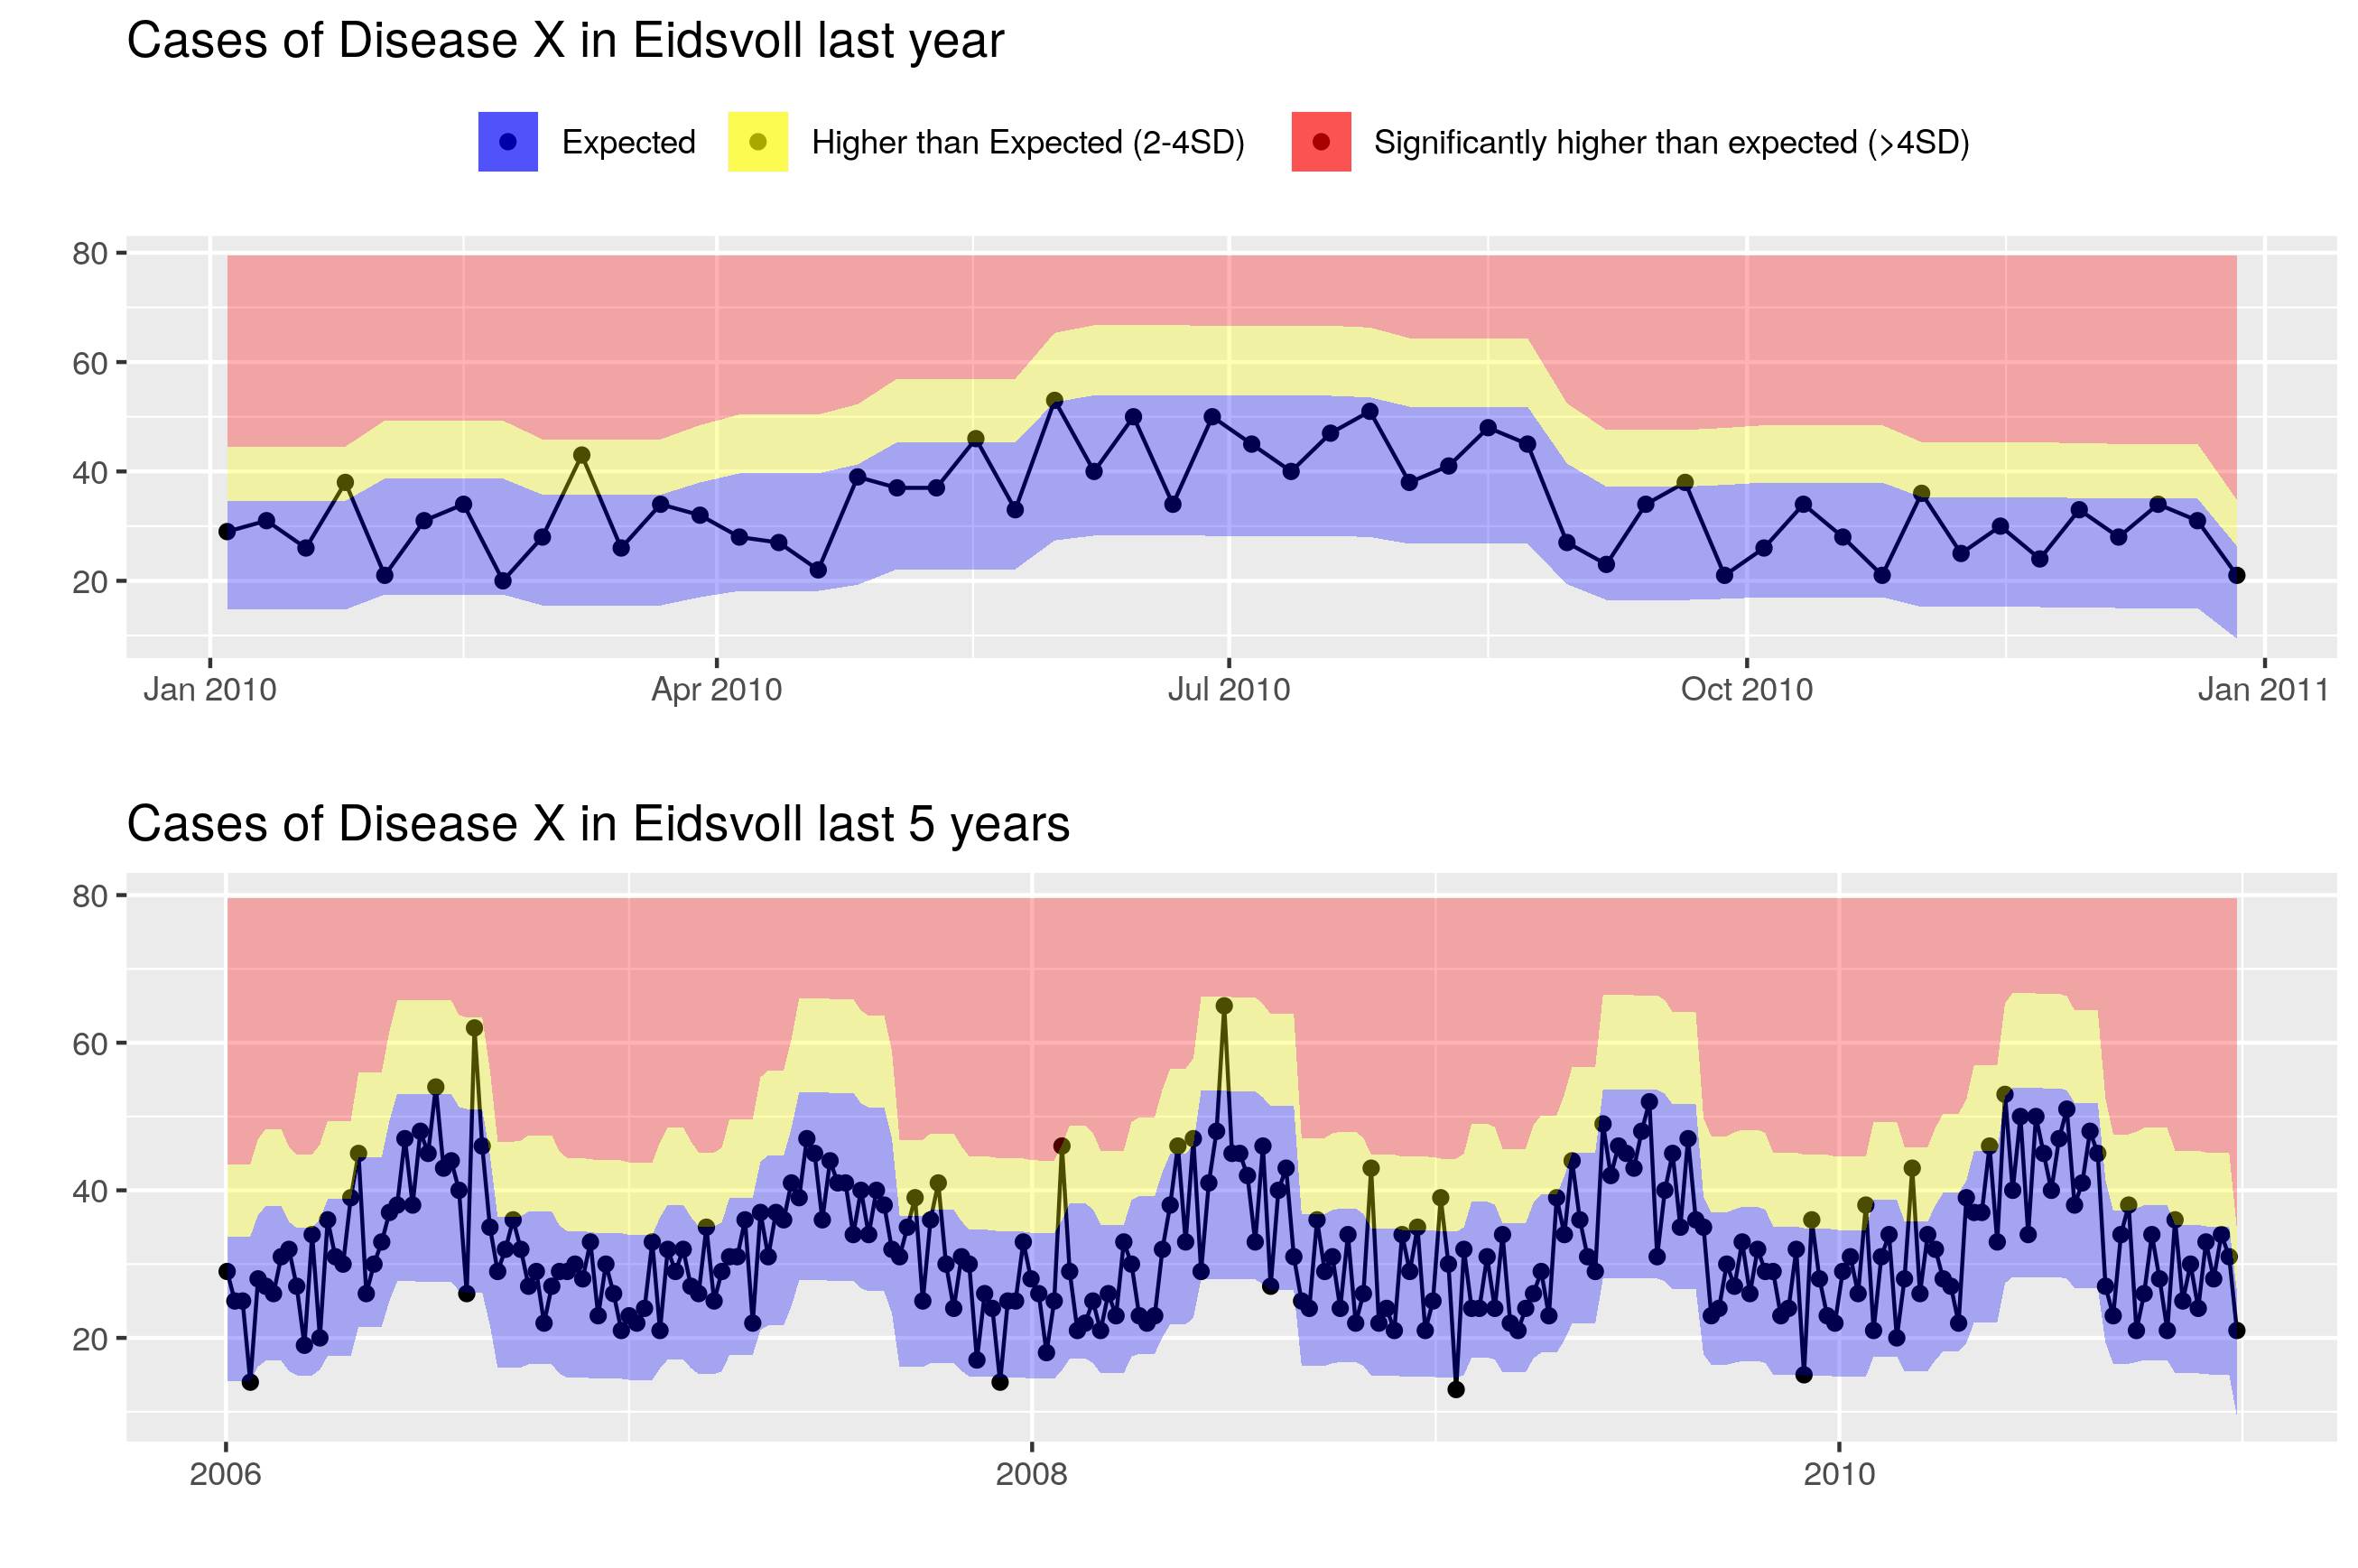 Cases of Disease X in Eidsvoll last year
Expected Higher than Expected (2-4SD) Significantly higher than expected (>4SD)
80
60
40
20
Jan 2010 Apr 2010 Jul 2010 Oct 2010 Jan 2011
Cases of Disease X in Eidsvoll last 5 years
80
60
40
20
2006 2008 2010